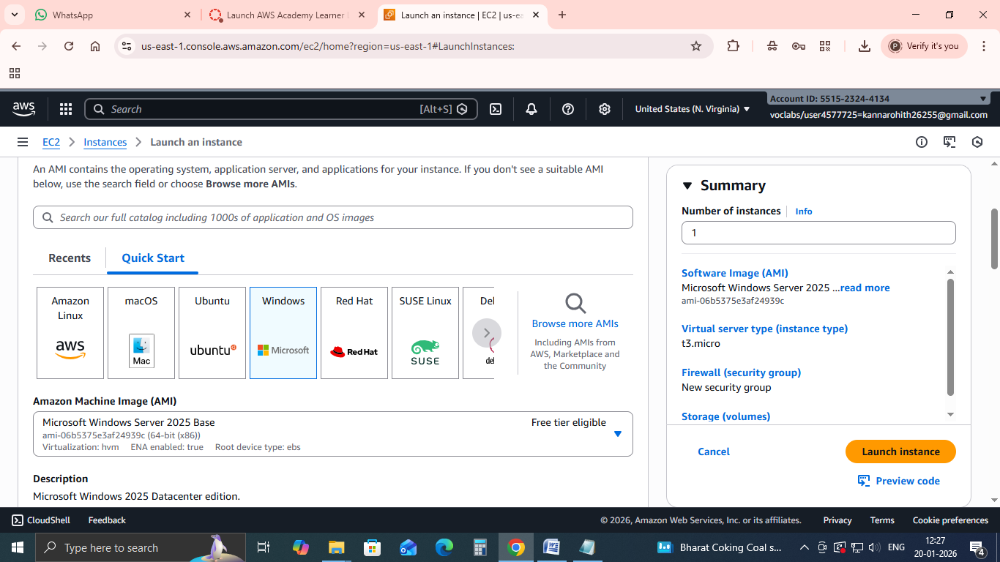 WhatsApp
Launch AWS Academy Learner L
Launch an instance | EC2 | us-ea
us-east-1.console.aws.amazon.com/ec2/home?region=us-east-1#LaunchInstances:
Verify it's you
aws
Search [Alt+S]
United States (N. Virginia)
Account ID: 5515-2324-4134
voclabs/user4577725=kannarohith26255@gmail.com
EC2 > Instances > Launch an instance
An AMI contains the operating system, application server, and applications for your instance. If you don't see a suitable AMI
below, use the search field or choose Browse more AMIs.
Search our full catalog including 1000s of application and OS images
Recents
Quick Start
Amazon
Linux
aws
macOS
Mac
Ubuntu
ubuntu
Windows
Microsoft
Red Hat
Red Hat
SUSE Linux
SUSE
Del
del
Browse more AMIs
Including AMIs from
AWS, Marketplace and
the Community
Amazon Machine Image (AMI)
Microsoft Windows Server 2025 Base
Free tier eligible
ami-06b5375e3af24939c (64-bit (x86))
Virtualization: hvm ENA enabled: true Root device type: ebs
Description
Microsoft Windows 2025 Datacenter edition.
Summary
Number of instances Info
1
Software Image (AMI)
Microsoft Windows Server 2025 ...read more
ami-06b5375e3af24939c
Virtual server type (instance type)
t3.micro
Firewall (security group)
New security group
Storage (volumes)
Cancel
Launch instance
Preview code
CloudShell Feedback
© 2026, Amazon Web Services, Inc. or its affiliates. Privacy Terms Cookie preferences
Type here to search
Bharat Coking Coal s...
ENG
12:27
20-01-2026
4